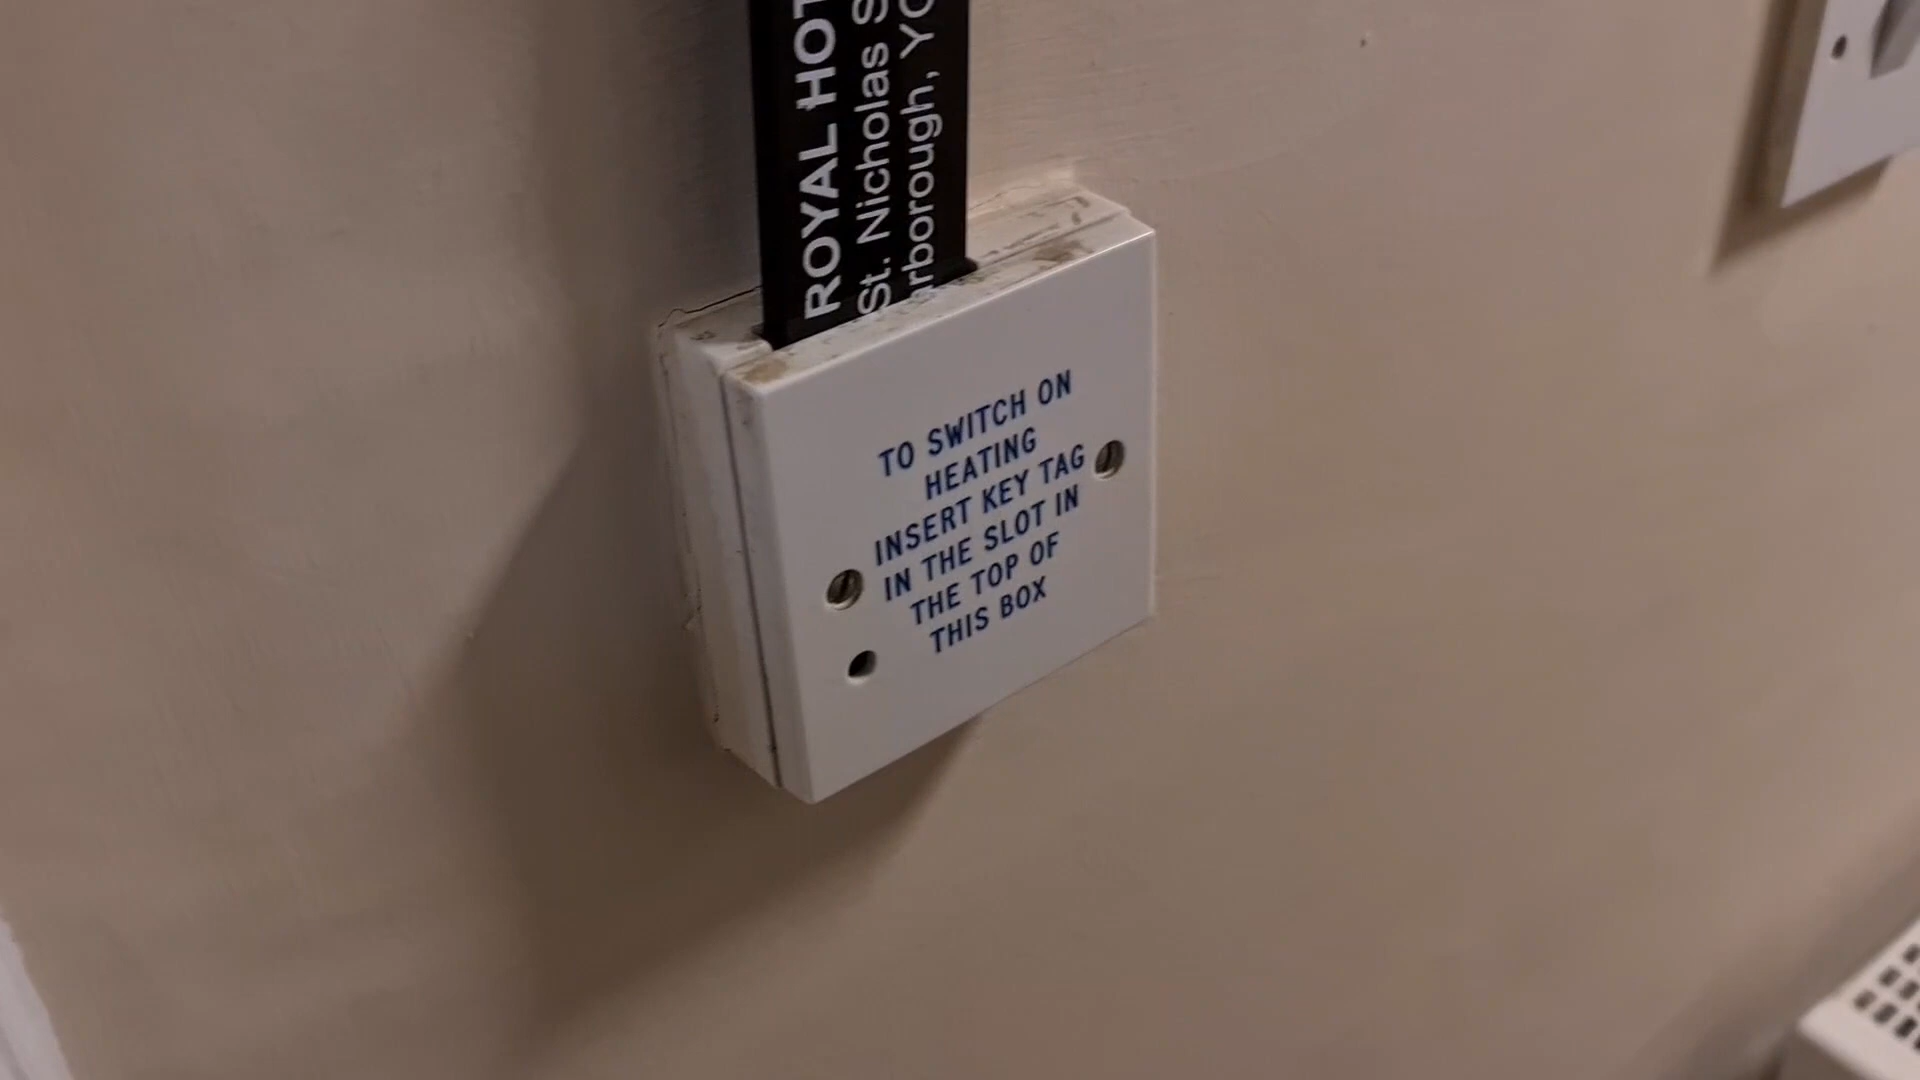 ROYAL HOT
St. Nicholas S
rborough, YO
TO SWITCH ON
HEATING
INSERT KEY TAG
IN THE SLOT IN
THE TOP OF
THIS BOX